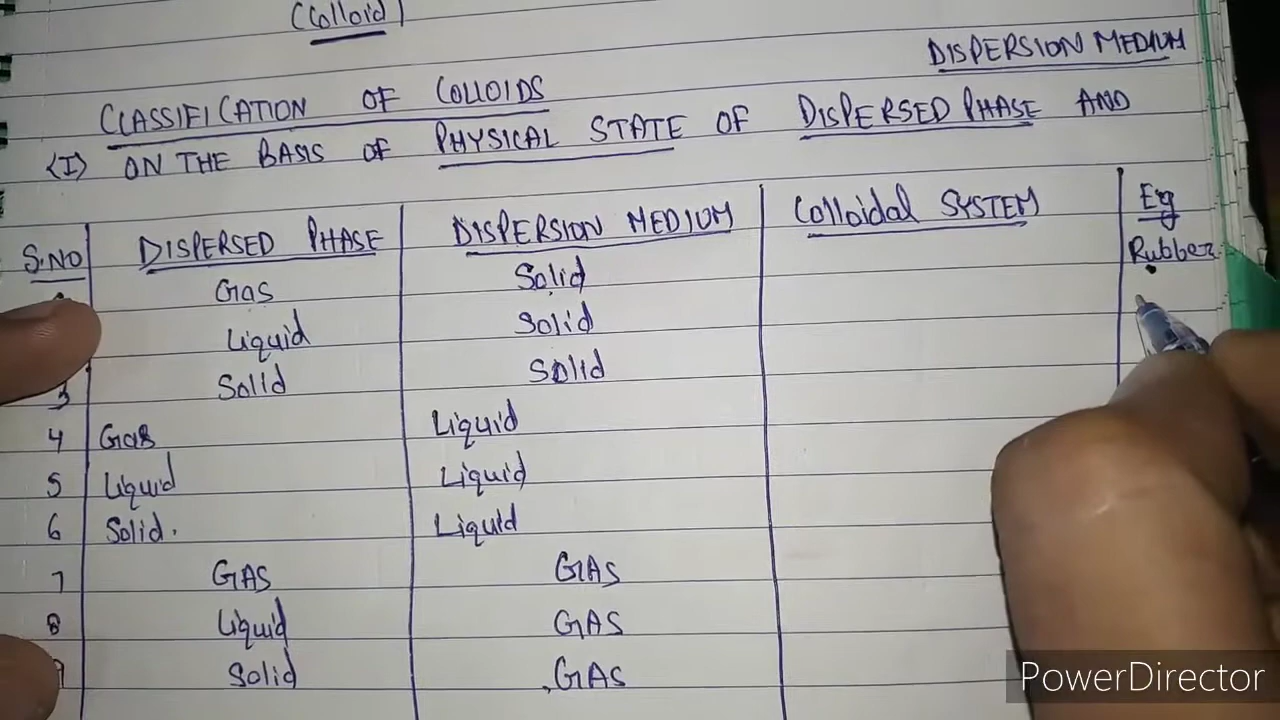 (Colloid)
DISPERSION MEDIUM
CLASSIFICATION OF COLLOIDS
(I) ON THE BASIS OF PHYSICAL STATE OF DISPERSED PHASE AND
S.NO DISPERSED PHASE DISPERSION MEDIUM Colloidal SYSTEM Eg
Gas Solid Rubber
Liquid Solid
3 Solid Solid
4 Gas Liquid
5 Liquid Liquid
6 Solid. Liquid
7 GAS GAS
8 Liquid GAS
9 Solid GAS
PowerDirector